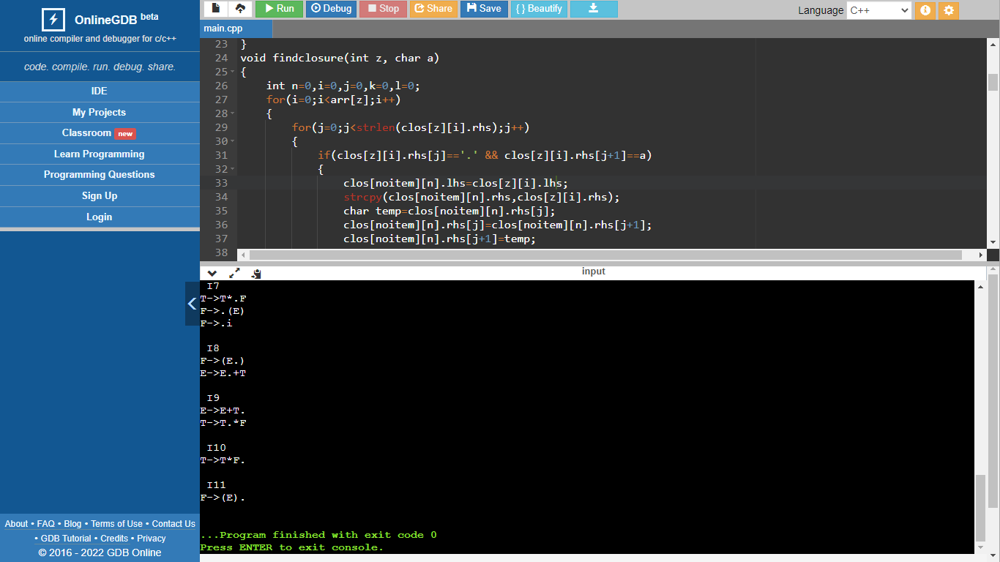 OnlineGDB beta
online compiler and debugger for c/c++
code. compile. run. debug. share.
IDE
My Projects
Classroom new
Learn Programming
Programming Questions
Sign Up
Login
About • FAQ • Blog • Terms of Use • Contact Us
• GDB Tutorial • Credits • Privacy
© 2016 - 2022 GDB Online
Run Debug Stop Share Save { } Beautify
Language C++
main.cpp
23 }
24 void findclosure(int z, char a)
25 {
26 int n=0,i=0,j=0,k=0,l=0;
27 for(i=0;i<arr[z];i++)
28 {
29 for(j=0;j<strlen(clos[z][i].rhs);j++)
30 {
31 if(clos[z][i].rhs[j]=='.' && clos[z][i].rhs[j+1]==a)
32 {
33 clos[noitem][n].lhs=clos[z][i].lhs;
34 strcpy(clos[noitem][n].rhs,clos[z][i].rhs);
35 char temp=clos[noitem][n].rhs[j];
36 clos[noitem][n].rhs[j]=clos[noitem][n].rhs[j+1];
37 clos[noitem][n].rhs[j+1]=temp;
38
input
I7
T->T*.F
F->.(E)
F->.i
I8
F->(E.)
E->E.+T
I9
E->E+T.
T->T.*F
I10
T->T*F.
I11
F->(E).
...Program finished with exit code 0
Press ENTER to exit console.